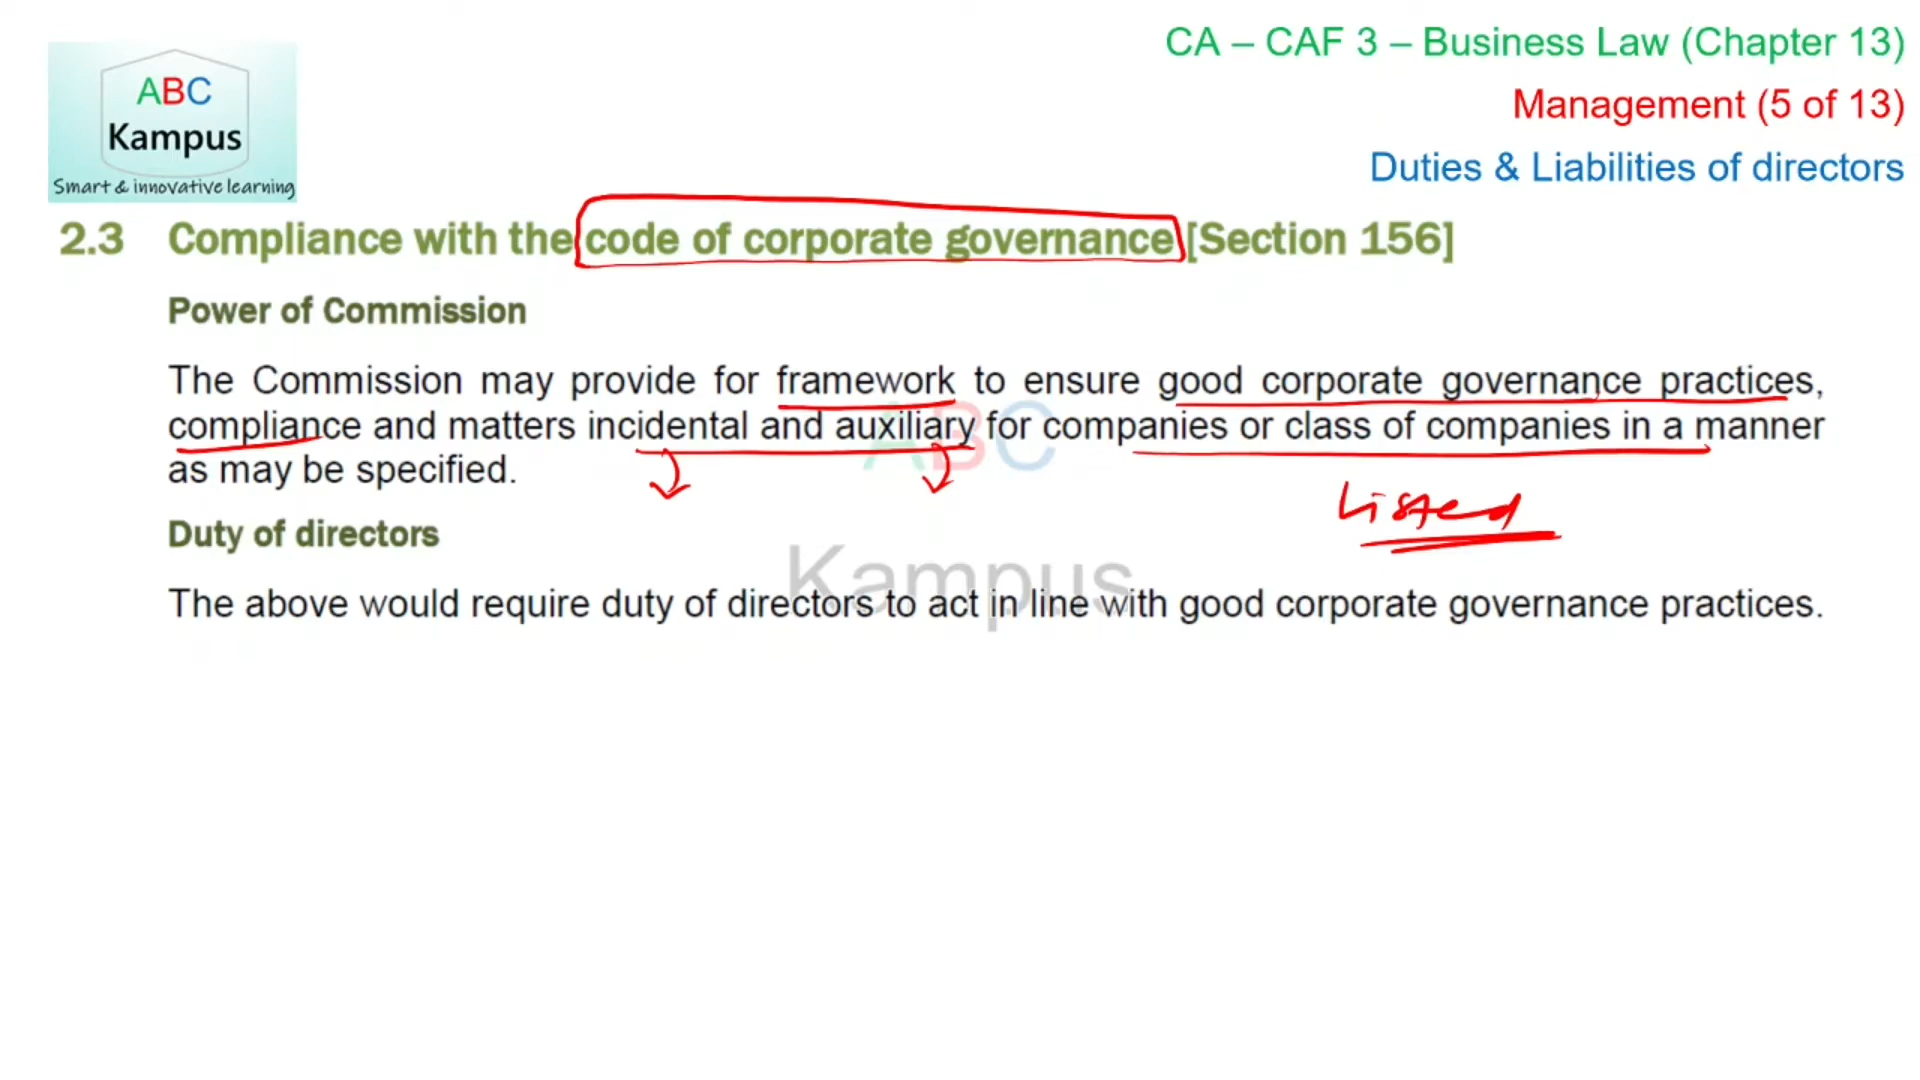 CA – CAF 3 – Business Law (Chapter 13)
Management (5 of 13)
Duties & Liabilities of directors
ABC
Kampus
Smart & innovative learning
2.3 Compliance with the code of corporate governance [Section 156]
Power of Commission
The Commission may provide for framework to ensure good corporate governance practices,
compliance and matters incidental and auxiliary for companies or class of companies in a manner
as may be specified.
Listed
Duty of directors
The above would require duty of directors to act in line with good corporate governance practices.
ABC
Kampus